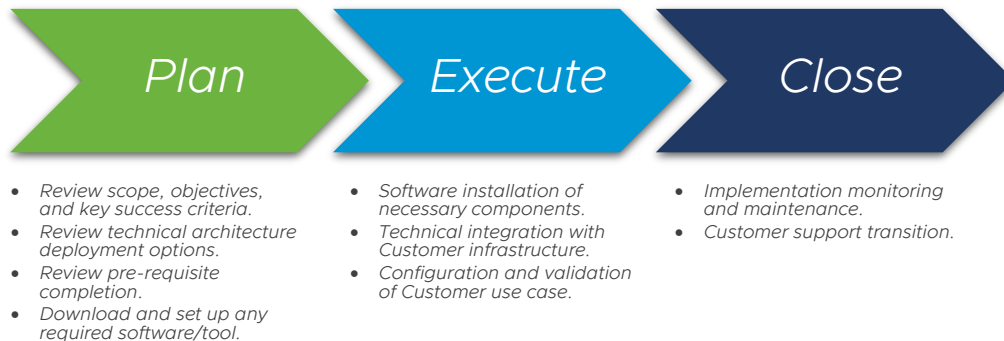 Plan
Execute
Close
• Review scope, objectives,
and key success criteria.
• Review technical architecture
deployment options.
• Review pre-requisite
completion.
• Download and set up any
required software/tool.
• Software installation of
necessary components.
• Technical integration with
Customer infrastructure.
• Configuration and validation
of Customer use case.
• Implementation monitoring
and maintenance.
• Customer support transition.